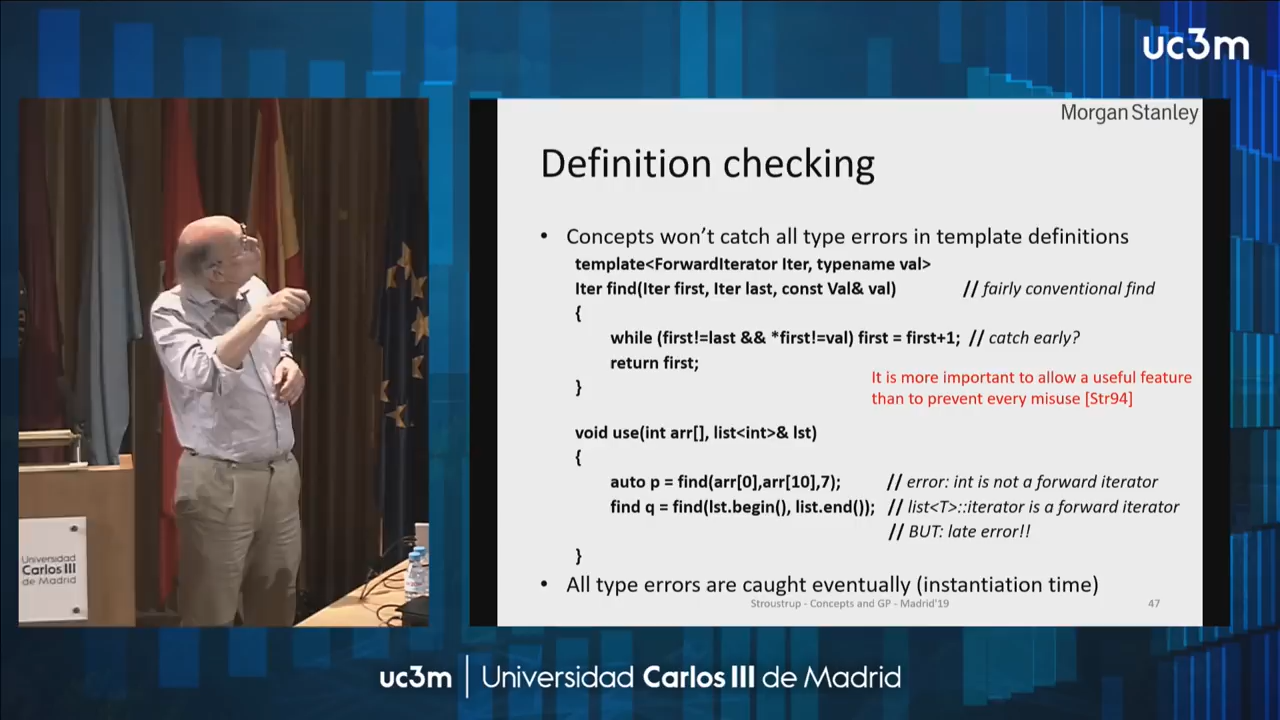 uc3m
Morgan Stanley
Definition checking
• Concepts won't catch all type errors in template definitions
template<ForwardIterator Iter, typename val>
Iter find(Iter first, Iter last, const Val& val) // fairly conventional find
{
while (first!=last && *first!=val) first = first+1; // catch early?
return first;
}
It is more important to allow a useful feature
than to prevent every misuse [Str94]
void use(int arr[], list<int>& lst)
{
auto p = find(arr[0],arr[10],7); // error: int is not a forward iterator
find q = find(lst.begin(), list.end()); // list<T>::iterator is a forward iterator
// BUT: late error!!
}
• All type errors are caught eventually (instantiation time)
Stroustrup - Concepts and GP - Madrid'19 47
Universidad
Carlos III
de Madrid
uc3m | Universidad Carlos III de Madrid